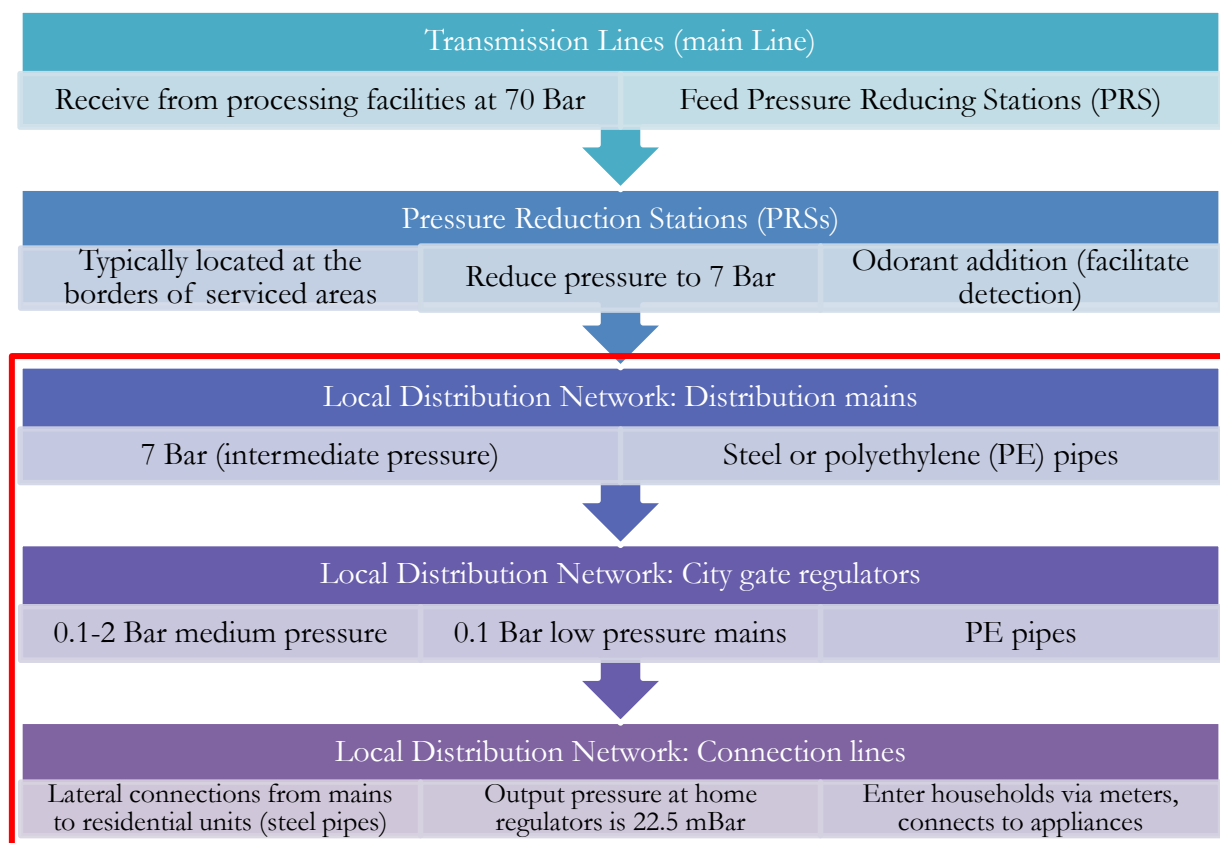 Transmission Lines (main Line)
Receive from processing facilities at 70 Bar
Feed Pressure Reducing Stations (PRS)
Pressure Reduction Stations (PRSs)
Typically located at the
borders of serviced areas
Reduce pressure to 7 Bar
Odorant addition (facilitate
detection)
Local Distribution Network: Distribution mains
7 Bar (intermediate pressure)
Steel or polyethylene (PE) pipes
Local Distribution Network: City gate regulators
0.1-2 Bar medium pressure
0.1 Bar low pressure mains
PE pipes
Local Distribution Network: Connection lines
Lateral connections from mains
to residential units (steel pipes)
Output pressure at home
regulators is 22.5 mBar
Enter households via meters,
connects to appliances